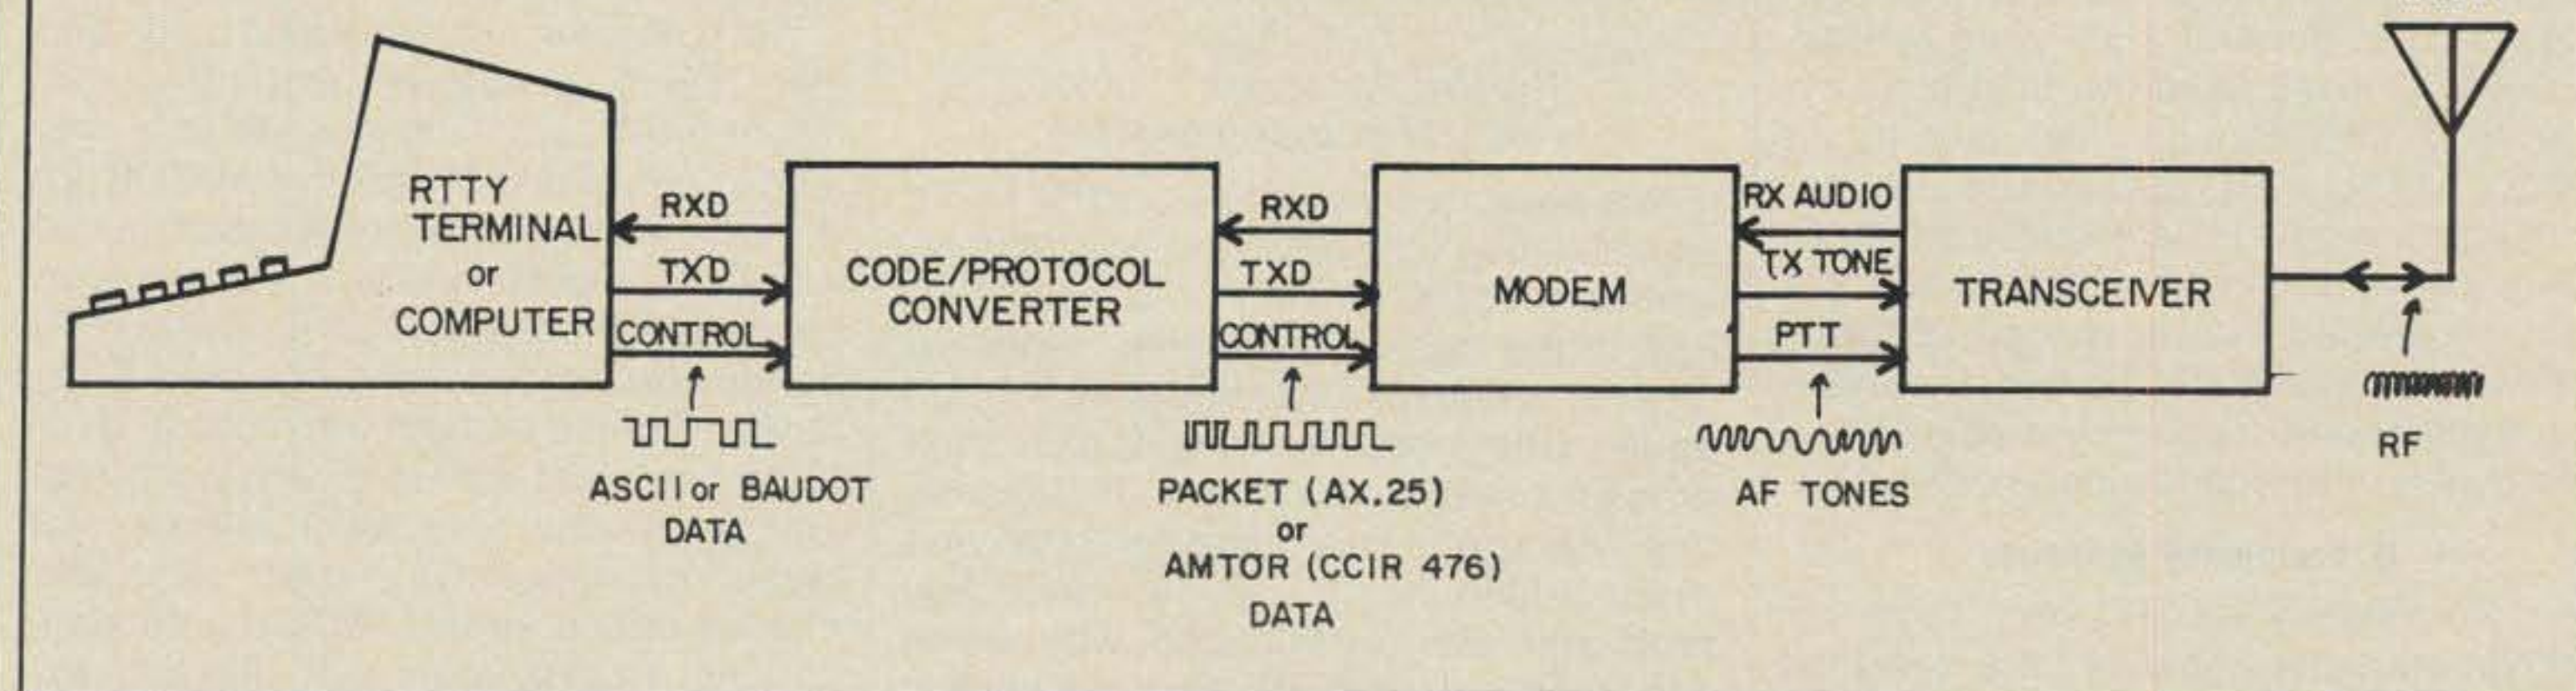 RTTY
TERMINAL
or
COMPUTER
RXD
TXD
CONTROL
ASCII or BAUDOT
DATA
CODE/PROTOCOL
CONVERTER
RXD
TXD
CONTROL
PACKET (AX.25)
or
AMTOR (CCIR 476)
DATA
MODEM
RX AUDIO
TX TONE
PTT
AF TONES
TRANSCEIVER
RF